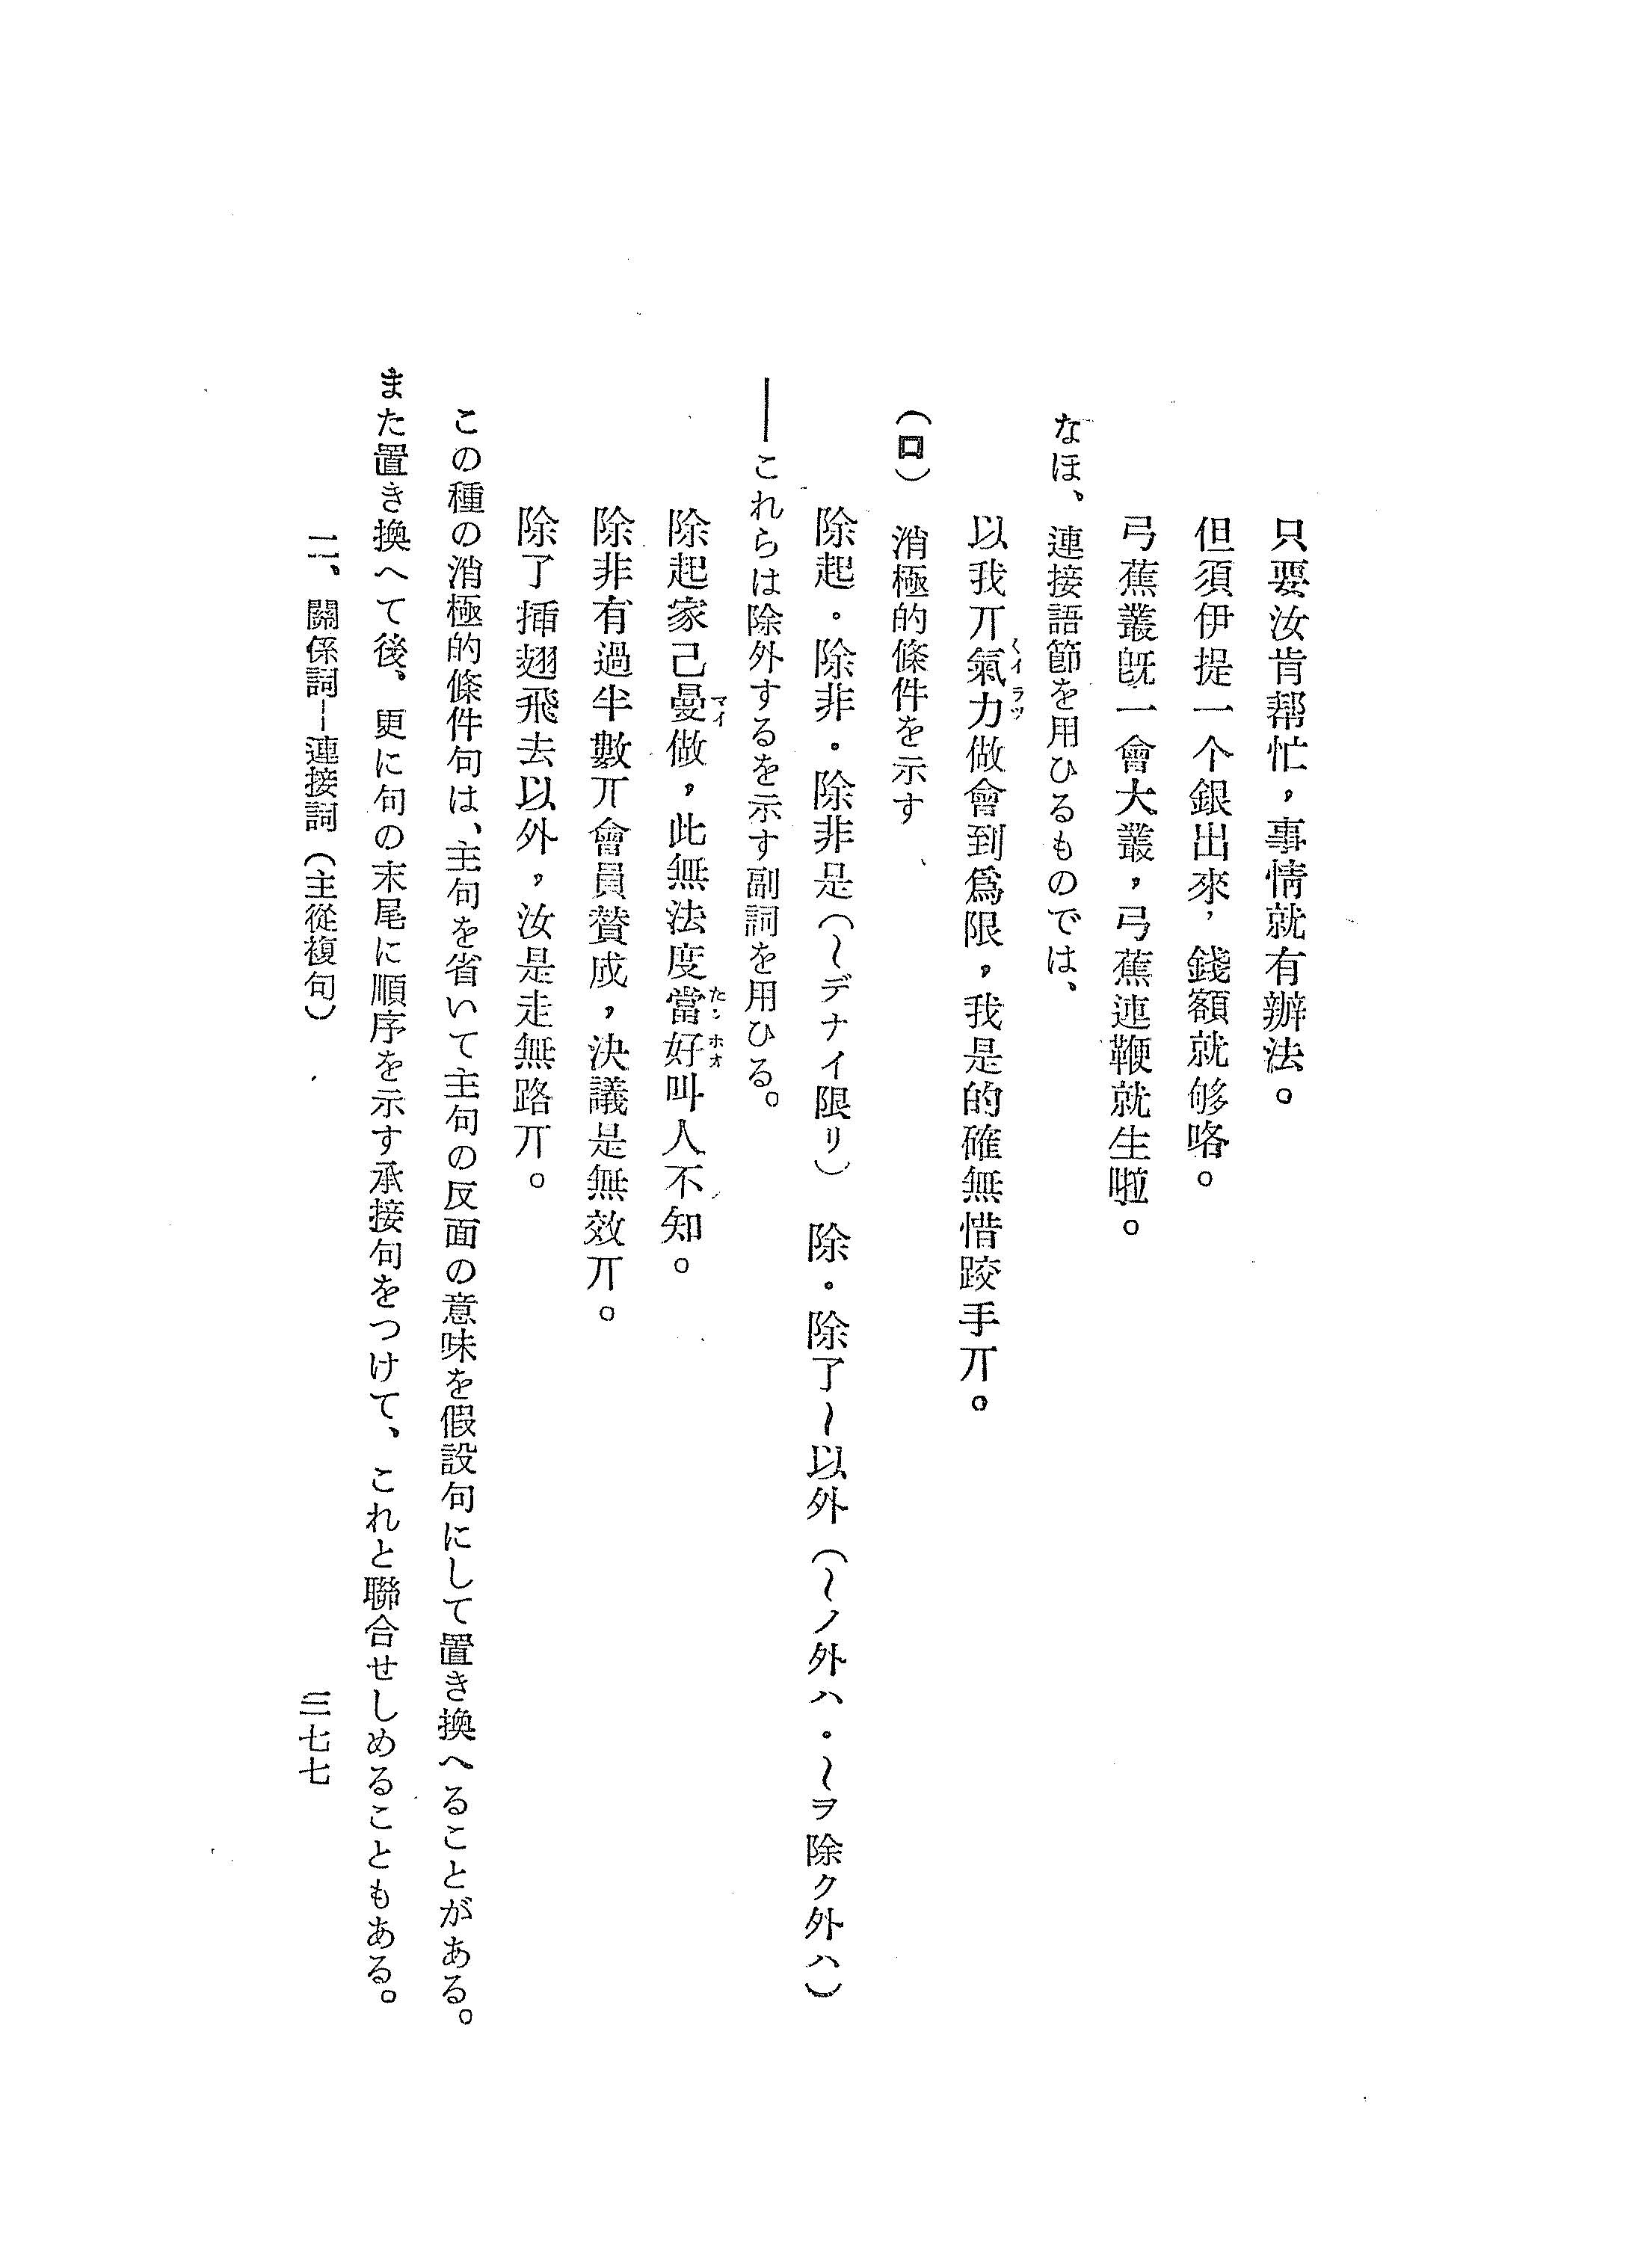 只要汝肯帮忙，事情就有辦法。
但須伊提一个銀出來，錢額就够咯。
弓蕉叢旣一會大叢，弓蕉連鞭就生啦。
なほ、連接語節を用ひるものでは、
以我丌氣力做會到爲限，我是的確無惜跤手丌。
（ロ）　消極的條件を示す
除起・除非・除非是（〜デナイ限リ）　除・除了〜以外（〜ノ外ハ・〜ヲ除ク外ハ）
──これらは除外するを示す副詞を用ひる。
除起家己嫚做，此無法度當好叫人不知。
除非有過半數丌會員贊成，決議是無效丌。
除了揷翅飛去以外，汝是走無路丌。
この種の消極的條件句は、主句を省いて主句の反面の意味を假設句にして置き換へることがある。
また置き換へて後、更に句の末尾に順序を示す承接句をつけて、これと聯合せしめることもある。
二、關係詞──連接詞（主從複句）
三七七